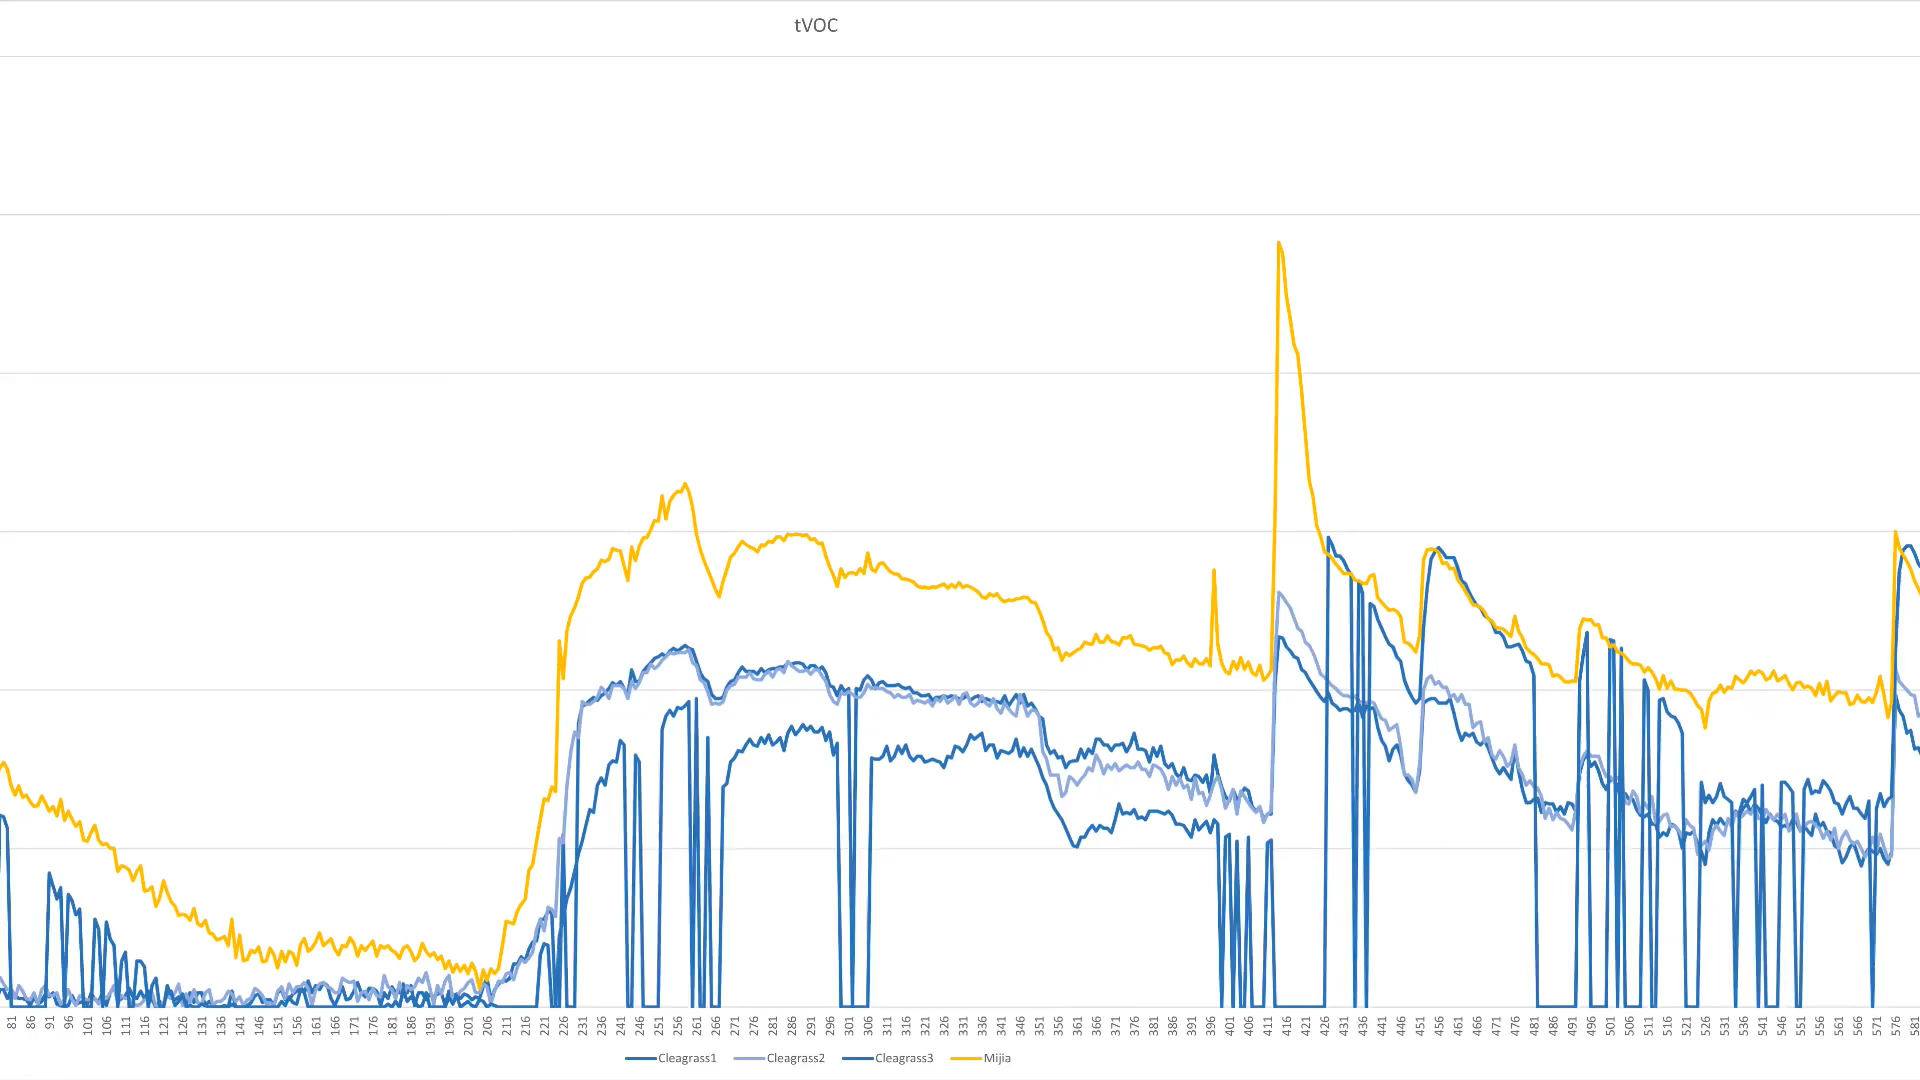 tVOC
81 86 91 96 101 106 111 116 121 126 131 136 141 146 151 156 161 166 171 176 181 186 191 196 201 206 211 216 221 226 231 236 241 246 251 256 261 266 271 276 281 286 291 296 301 306 311 316 321 326 331 336 341 346 351 356 361 366 371 376 381 386 391 396 401 406 411 416 421 426 431 436 441 446 451 456 461 466 471 476 481 486 491 496 501 506 511 516 521 526 531 536 541 546 551 556 561 566 571 576 581
Cleagrass1 Cleagrass2 Cleagrass3 Mijia